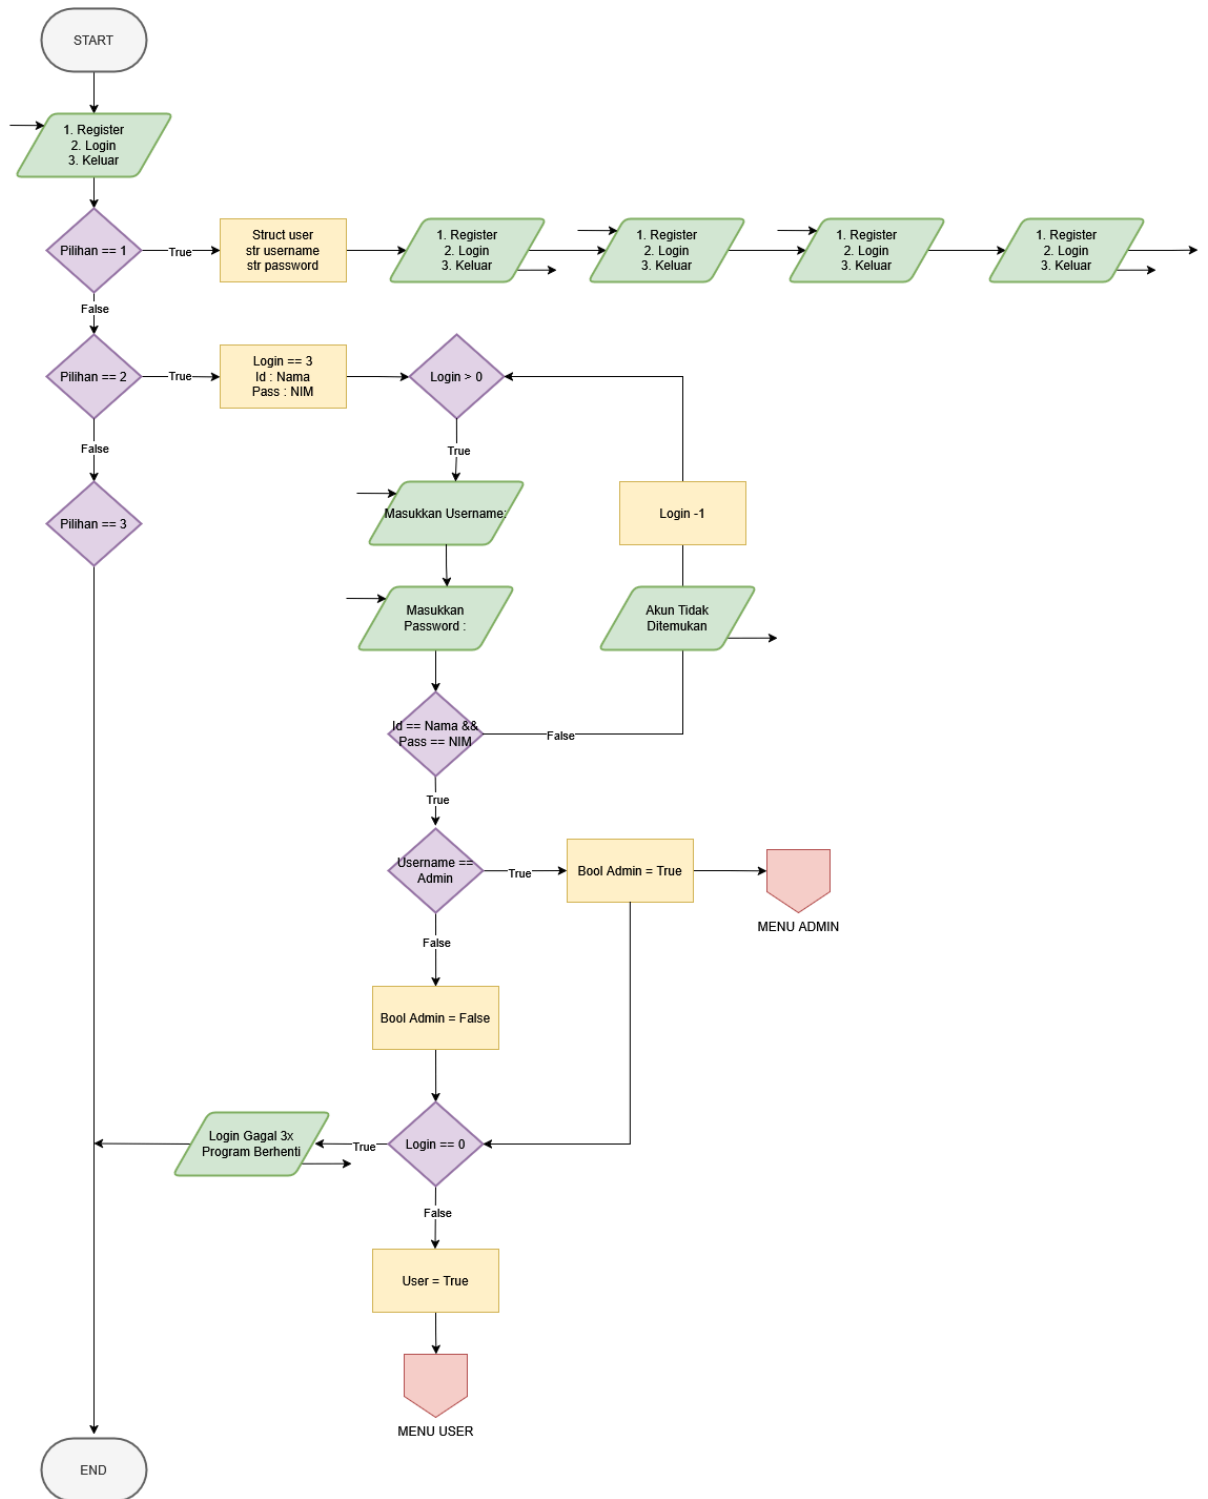 START
1. Register
2. Login
3. Keluar
Pilihan == 1
True
Struct user
str username
str password
1. Register
2. Login
3. Keluar
1. Register
2. Login
3. Keluar
1. Register
2. Login
3. Keluar
1. Register
2. Login
3. Keluar
False
Pilihan == 2
True
Login == 3
Id : Nama
Pass : NIM
Login > 0
False
True
Pilihan == 3
Masukkan Username:
Login -1
Masukkan
Password :
Akun Tidak
Ditemukan
Id == Nama &&
Pass == NIM
False
True
Username ==
Admin
True
Bool Admin = True
MENU ADMIN
False
Bool Admin = False
Login == 0
True
Login Gagal 3x
Program Berhenti
False
User = True
MENU USER
END